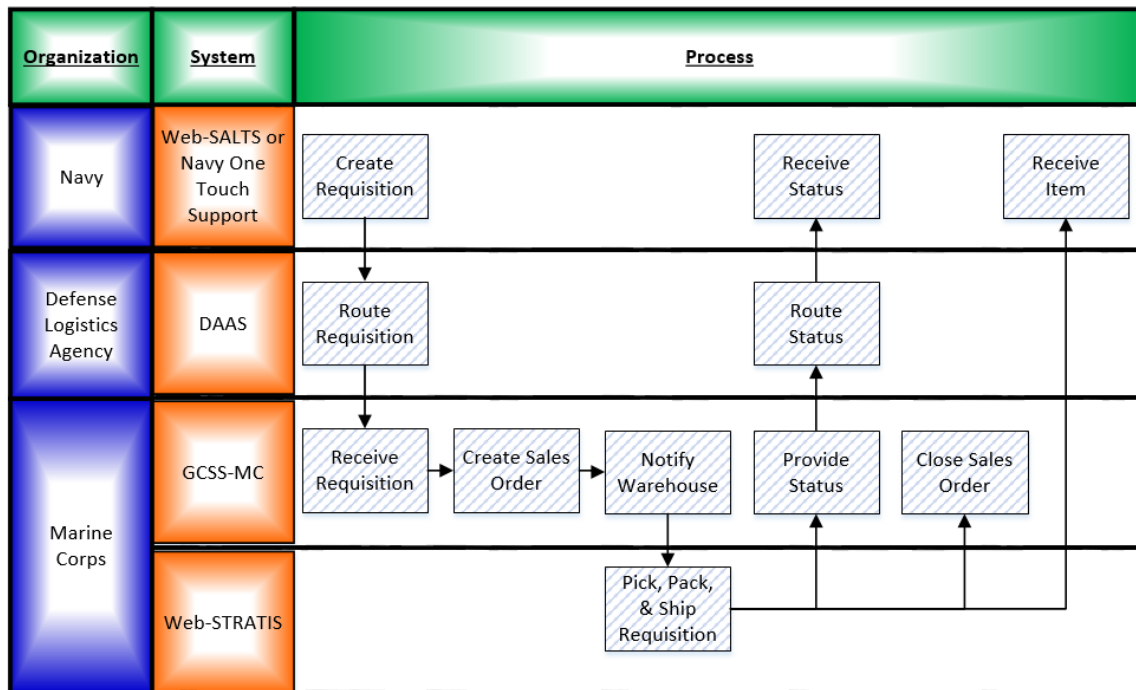 Organization
System
Process
Navy
Web-SALTS or
Navy One
Touch
Support
Create
Requisition
Receive
Status
Receive
Item
Defense
Logistics
Agency
DAAS
Route
Requisition
Route
Status
Marine
Corps
GCSS-MC
Receive
Requisition
Create Sales
Order
Notify
Warehouse
Provide
Status
Close Sales
Order
Web-STRATIS
Pick, Pack,
& Ship
Requisition